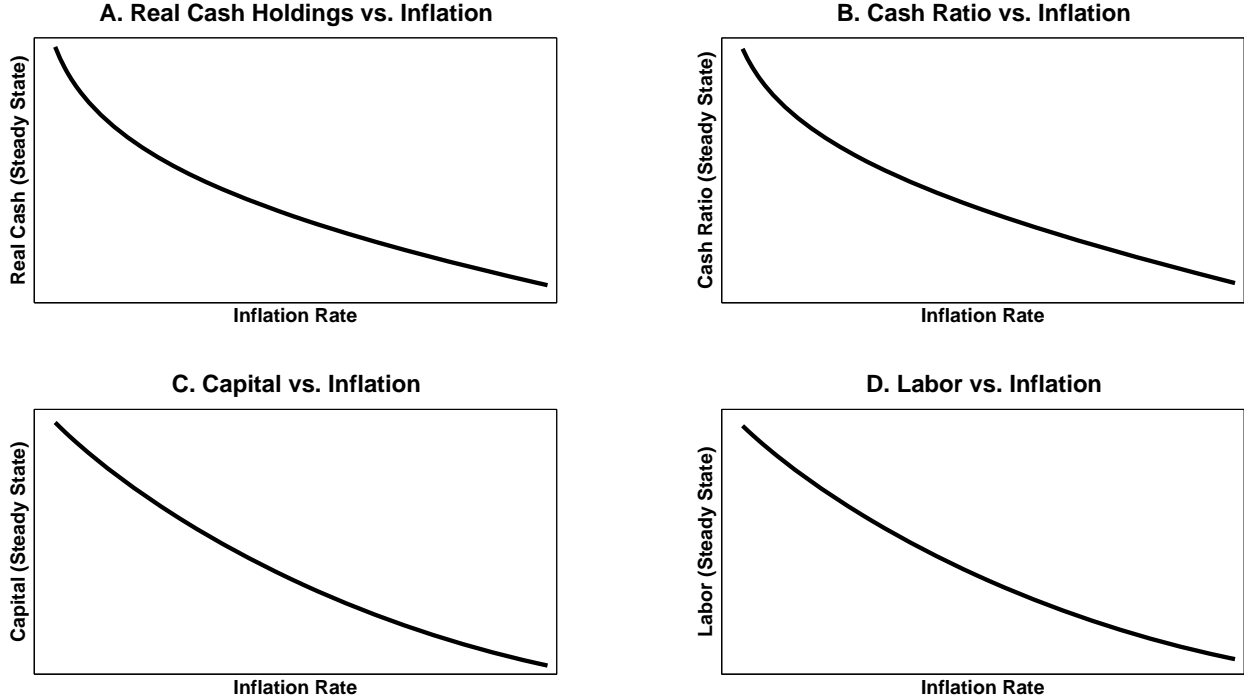 A. Real Cash Holdings vs. Inflation
Real Cash (Steady State)
Inflation Rate
B. Cash Ratio vs. Inflation
Cash Ratio (Steady State)
Inflation Rate
C. Capital vs. Inflation
Capital (Steady State)
Inflation Rate
D. Labor vs. Inflation
Labor (Steady State)
Inflation Rate